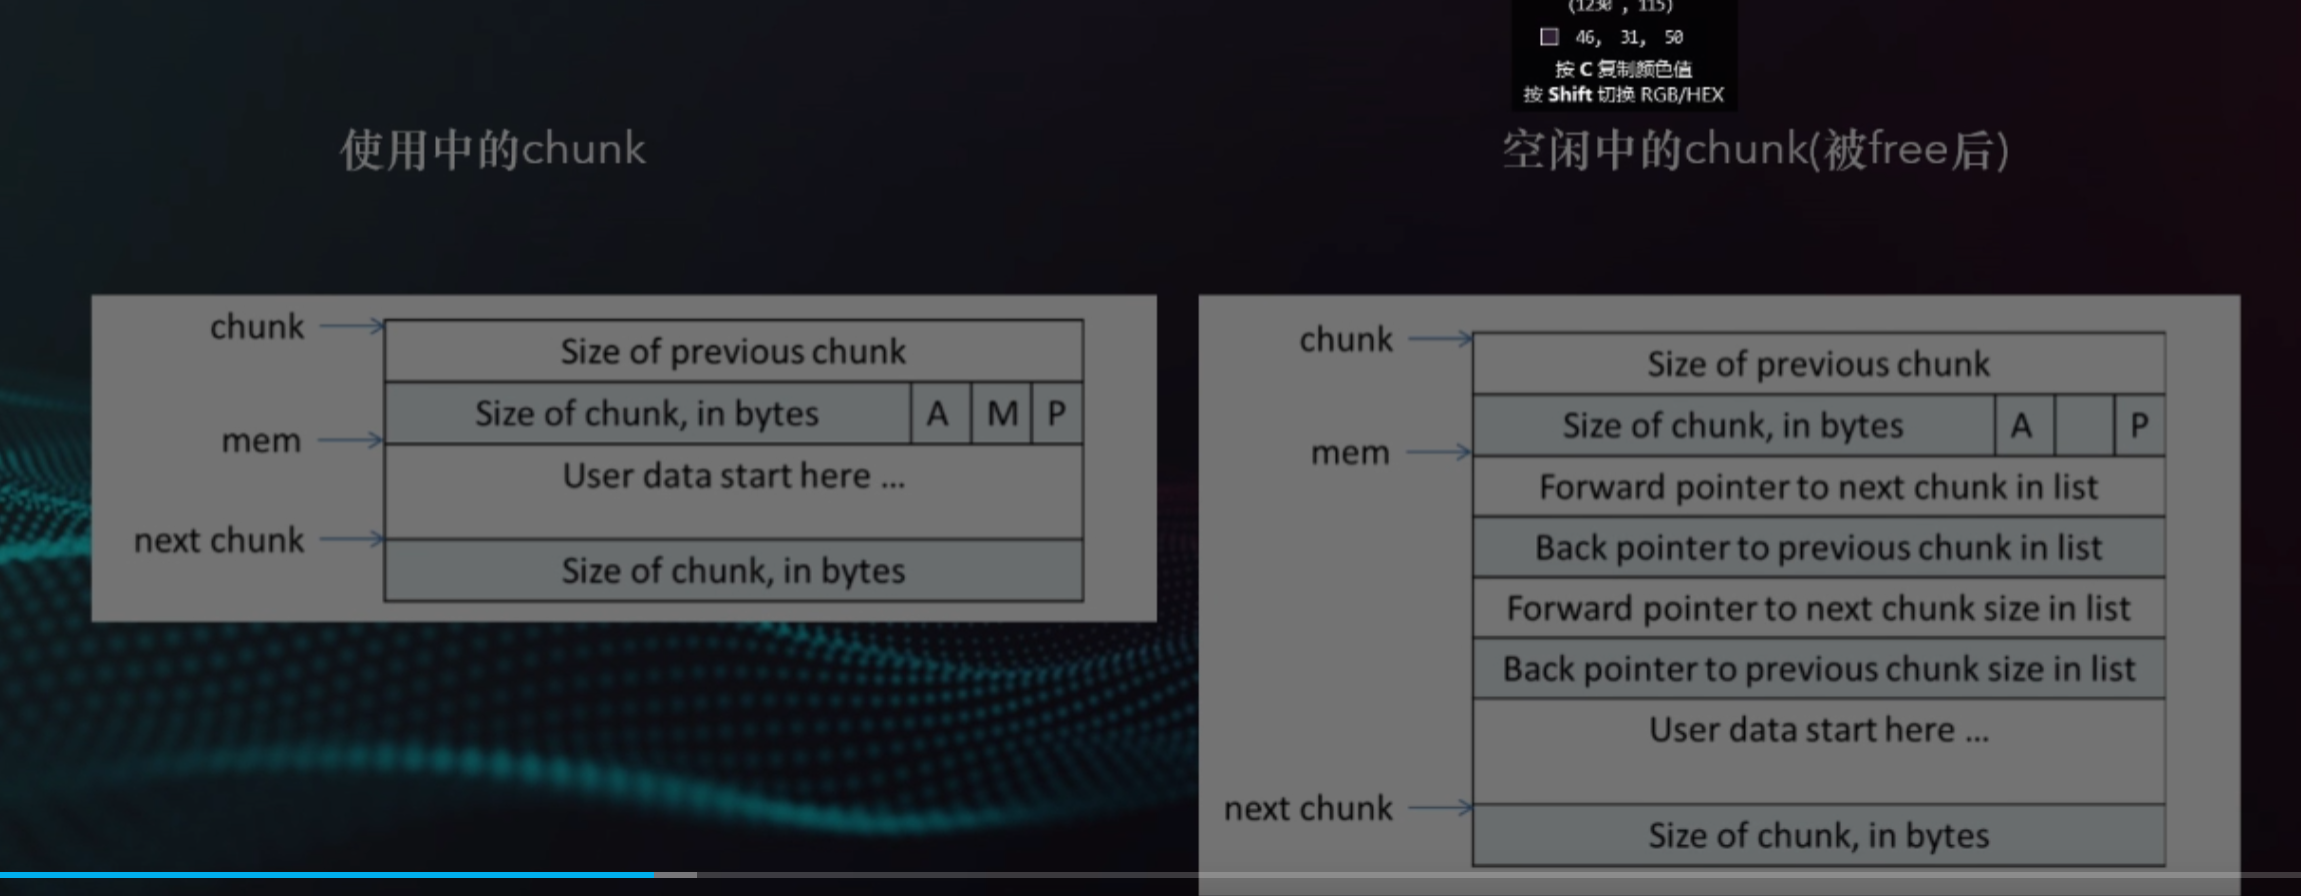 (1230 , 115)
46, 31, 50
按 C 复制颜色值
按 Shift 切换 RGB/HEX
使用中的chunk
空闲中的chunk(被free后)
chunk
Size of previous chunk
Size of chunk, in bytes A M P
mem
User data start here ...
next chunk
Size of chunk, in bytes
chunk
Size of previous chunk
Size of chunk, in bytes A P
mem
Forward pointer to next chunk in list
Back pointer to previous chunk in list
Forward pointer to next chunk size in list
Back pointer to previous chunk size in list
User data start here ...
next chunk
Size of chunk, in bytes